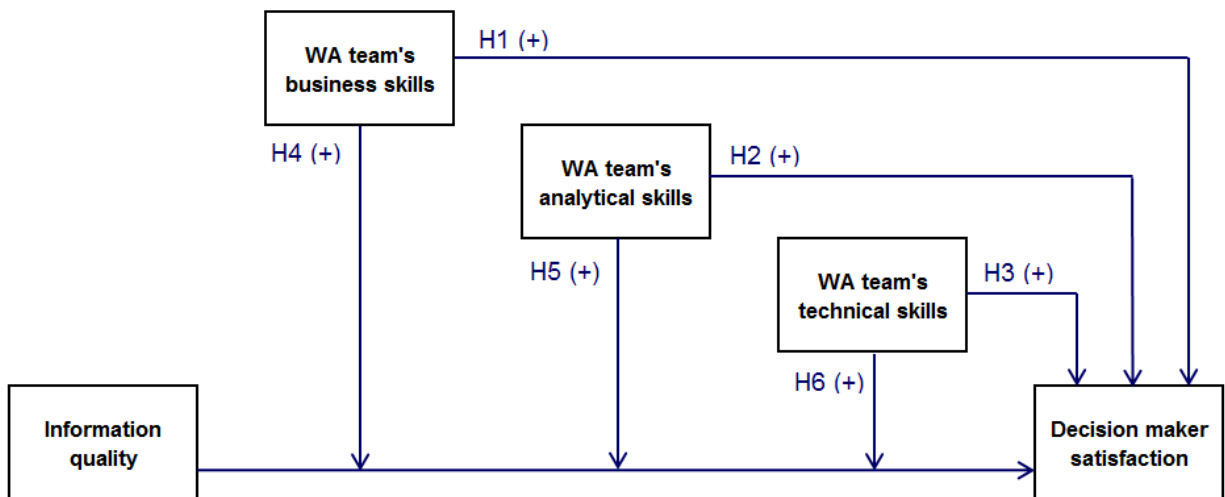 WA team's
business skills
H1 (+)
H4 (+)
WA team's
analytical skills
H2 (+)
H5 (+)
WA team's
technical skills
H3 (+)
H6 (+)
Information
quality
Decision maker
satisfaction